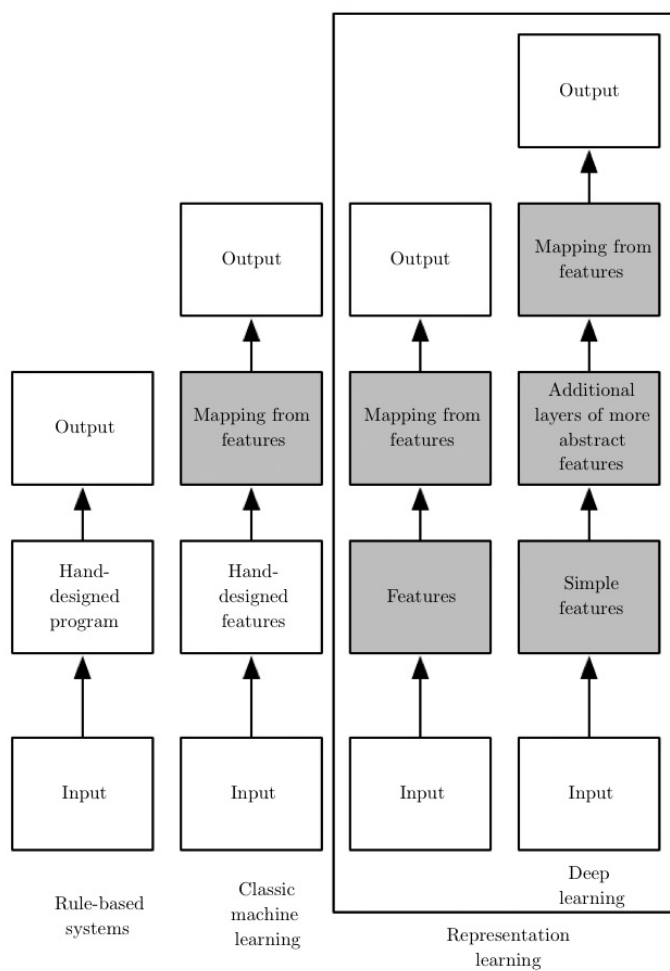 Output
Output
Output
Mapping from
features
Output
Mapping from
features
Mapping from
features
Additional
layers of more
abstract
features
Hand-
designed
program
Hand-
designed
features
Features
Simple
features
Input
Input
Input
Input
Rule-based
systems
Classic
machine
learning
Representation
learning
Deep
learning